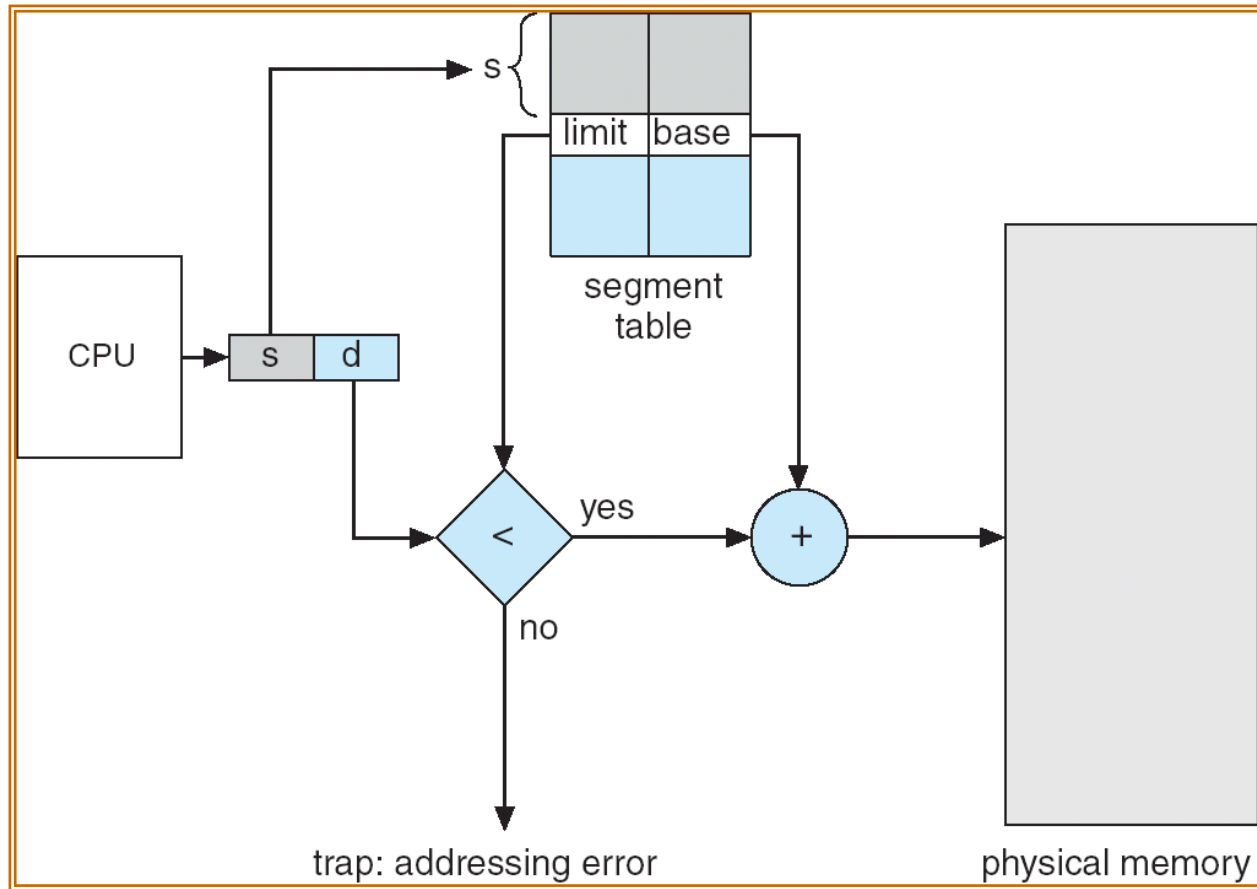 s
limit base
segment
table
CPU
s d
< yes +
no
trap: addressing error
physical memory